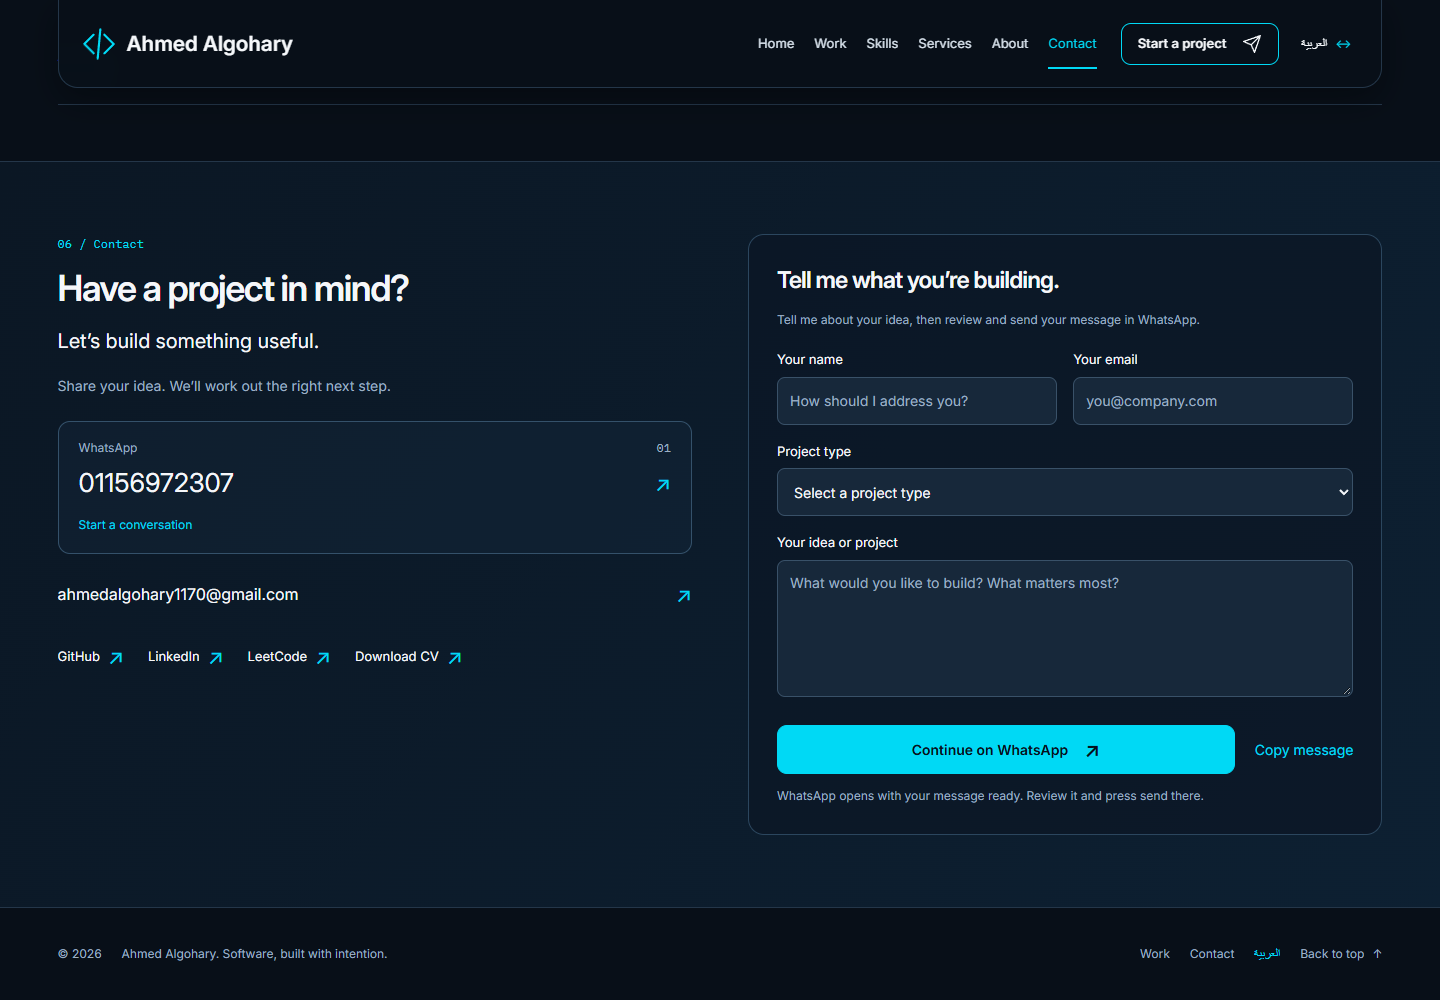 Ahmed Algohary
Home
Work
Skills
Services
About
Contact
Start a project
العربية
06 / Contact
Have a project in mind?
Let’s build something useful.
Share your idea. We’ll work out the right next step.
WhatsApp
01
01156972307
Start a conversation
ahmedalgohary1170@gmail.com
GitHub
LinkedIn
LeetCode
Download CV
Tell me what you’re building.
Tell me about your idea, then review and send your message in WhatsApp.
Your name
Your email
How should I address you?
you@company.com
Project type
Select a project type
Your idea or project
What would you like to build? What matters most?
Continue on WhatsApp
Copy message
WhatsApp opens with your message ready. Review it and press send there.
© 2026
Ahmed Algohary. Software, built with intention.
Work
Contact
العربية
Back to top ↑